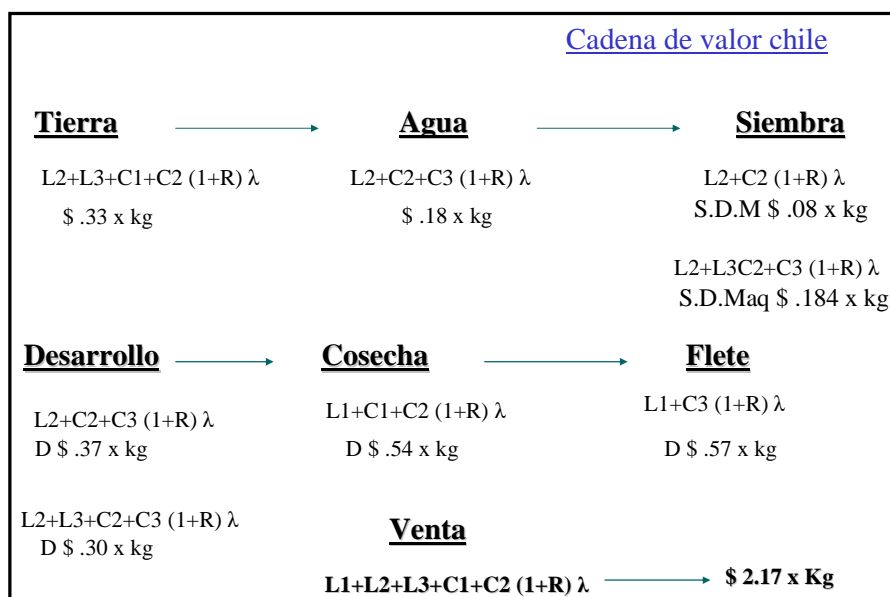 Cadena de valor chile
Tierra
Agua
Siembra
L2+L3+C1+C2 (1+R) λ
$ .33 x kg
L2+C2+C3 (1+R) λ
$ .18 x kg
L2+C2 (1+R) λ
S.D.M $ .08 x kg
L2+L3C2+C3 (1+R) λ
S.D.Maq $ .184 x kg
Desarrollo
Cosecha
Flete
L2+C2+C3 (1+R) λ
D $ .37 x kg
L1+C1+C2 (1+R) λ
D $ .54 x kg
L1+C3 (1+R) λ
D $ .57 x kg
L2+L3+C2+C3 (1+R) λ
D $ .30 x kg
Venta
L1+L2+L3+C1+C2 (1+R) λ
$ 2.17 x Kg